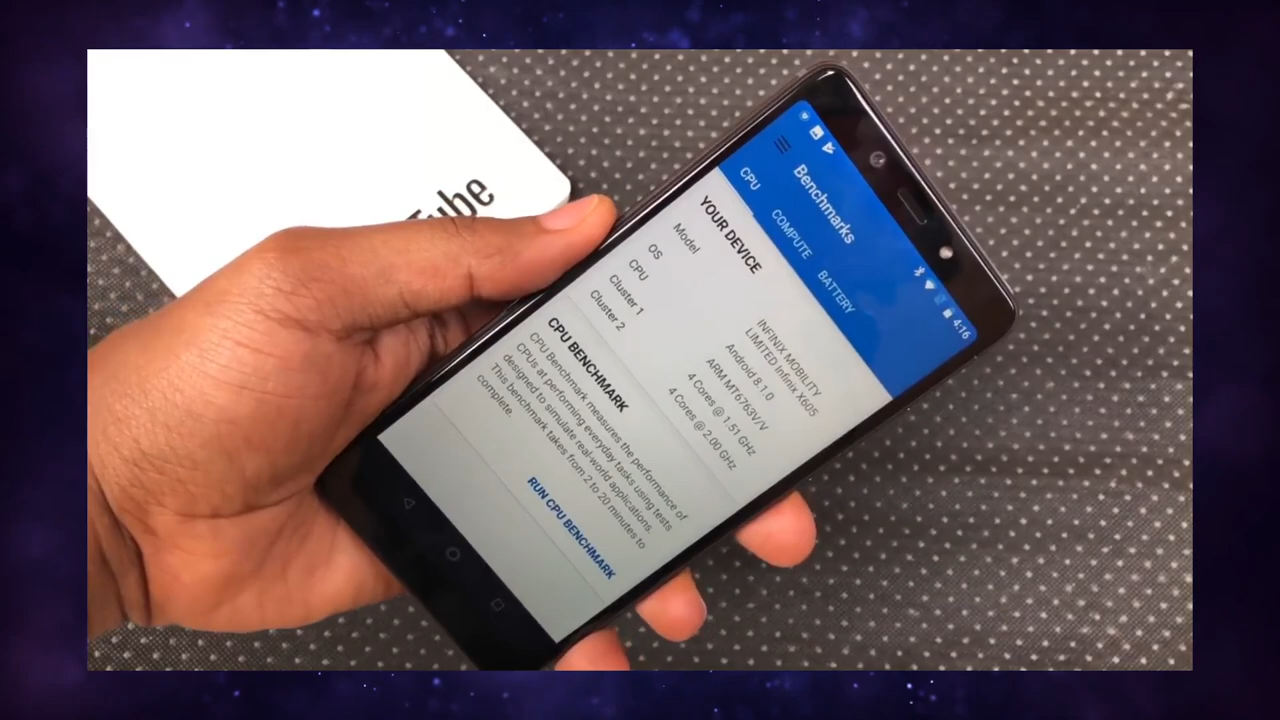 Tube
4:16
Benchmarks
CPU COMPUTE BATTERY
YOUR DEVICE
Model INFINIX MOBILITY
LIMITED Infinix X605
OS Android 8.1.0
CPU ARM MT6763V/V
Cluster 1 4 Cores @ 1.51 GHz
Cluster 2 4 Cores @ 2.00 GHz
CPU BENCHMARK
CPU Benchmark measures the performance of
CPUs at performing everyday tasks using tests
designed to simulate real-world applications.
This benchmark takes from 2 to 20 minutes to
complete.
RUN CPU BENCHMARK